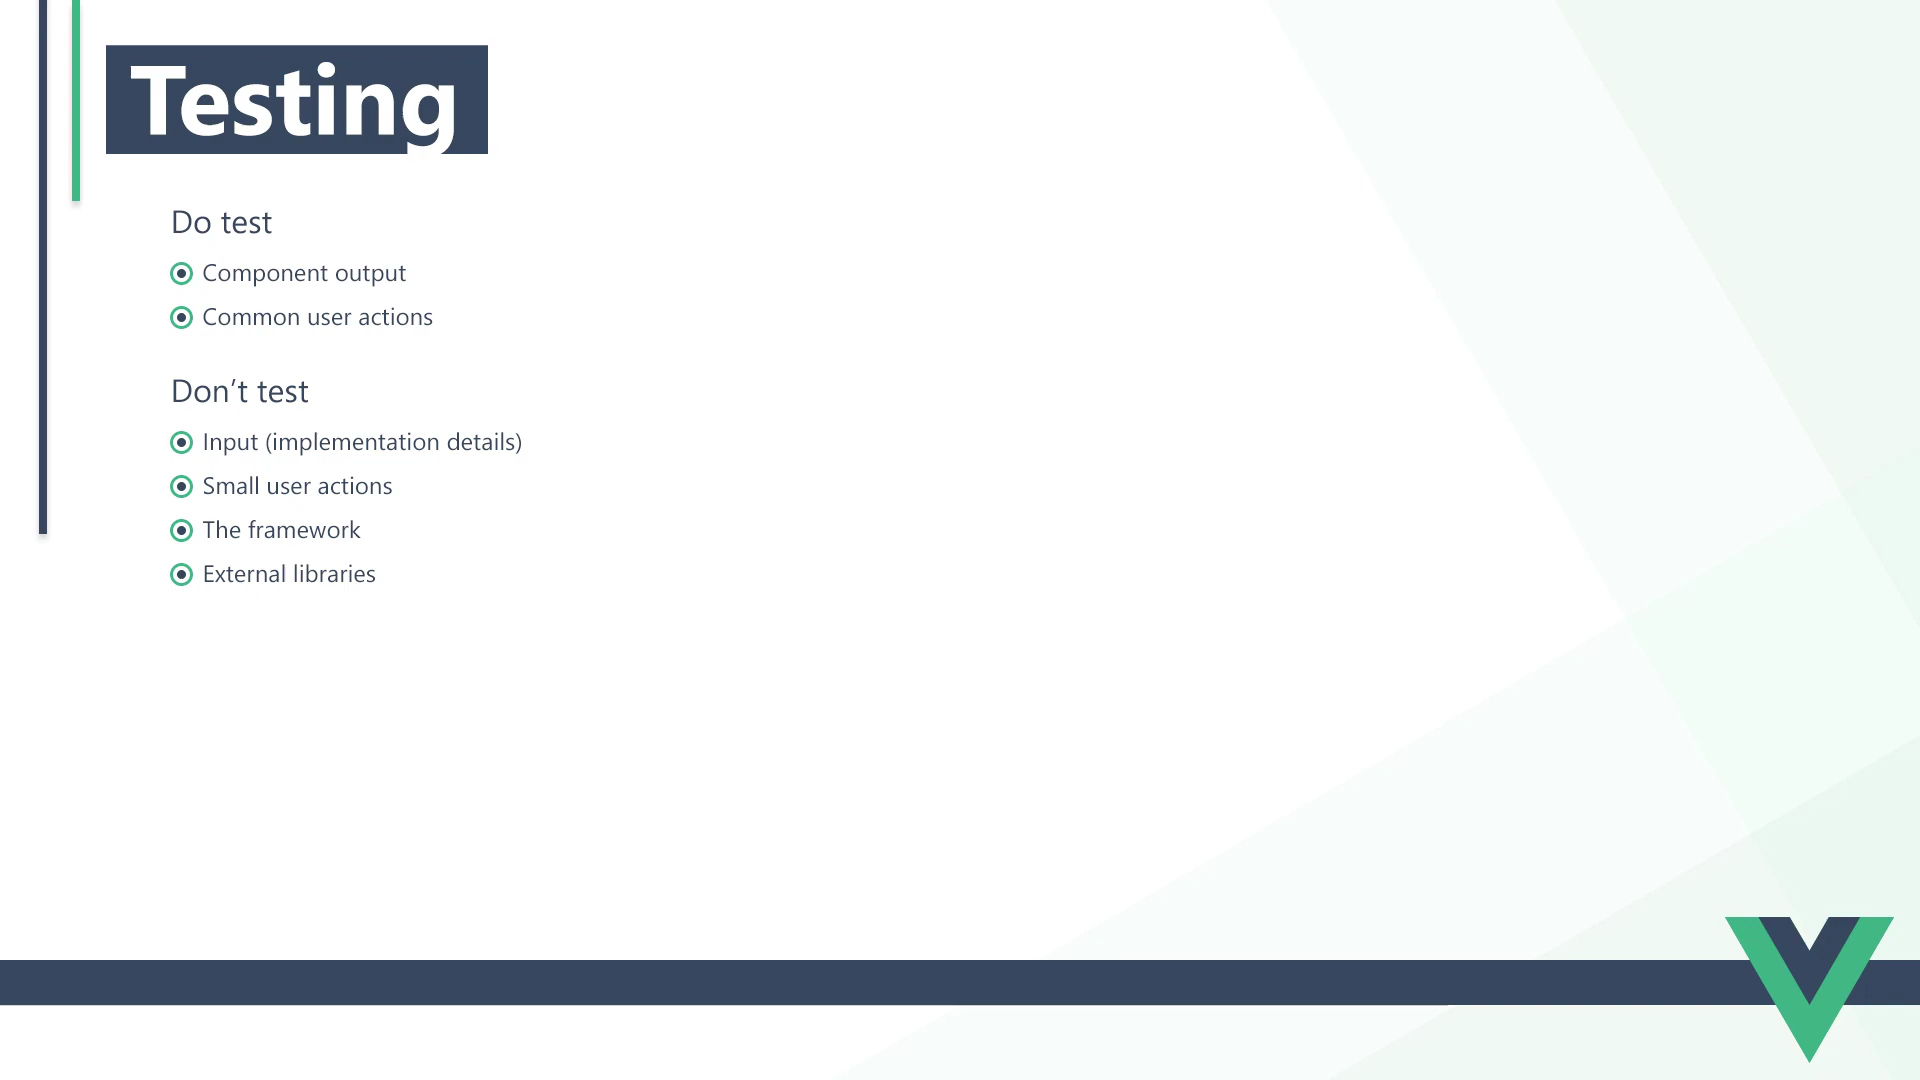 Testing
Do test
Component output
Common user actions
Don’t test
Input (implementation details)
Small user actions
The framework
External libraries